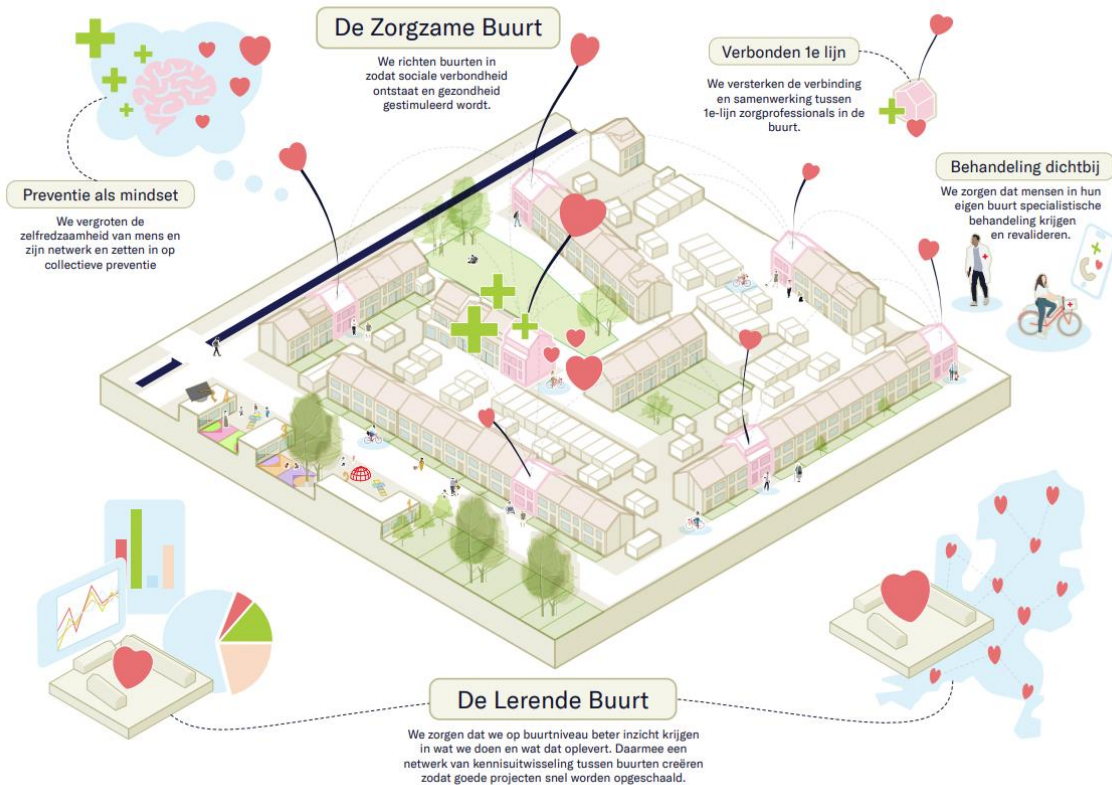 De Zorgzame Buurt
We richten buurten in
zodat sociale verbondheid
ontstaat en gezondheid
gestimuleerd wordt.
Verbonden 1e lijn
We versterken de verbinding
en samenwerking tussen
1e-lijn zorgprofessionals in de
buurt.
Behandeling dichtbij
We zorgen dat mensen in hun
eigen buurt specialistische
behandeling krijgen
en revalideren.
Preventie als mindset
We vergroten de
zelfredzaamheid van mens en
zijn netwerk en zetten in op
collectieve preventie
De Lerende Buurt
We zorgen dat we op buurtniveau beter inzicht krijgen
in wat we doen en wat dat oplevert. Daarmee een
netwerk van kennisuitwisseling tussen buurten creëren
zodat goede projecten snel worden opgeschaald.